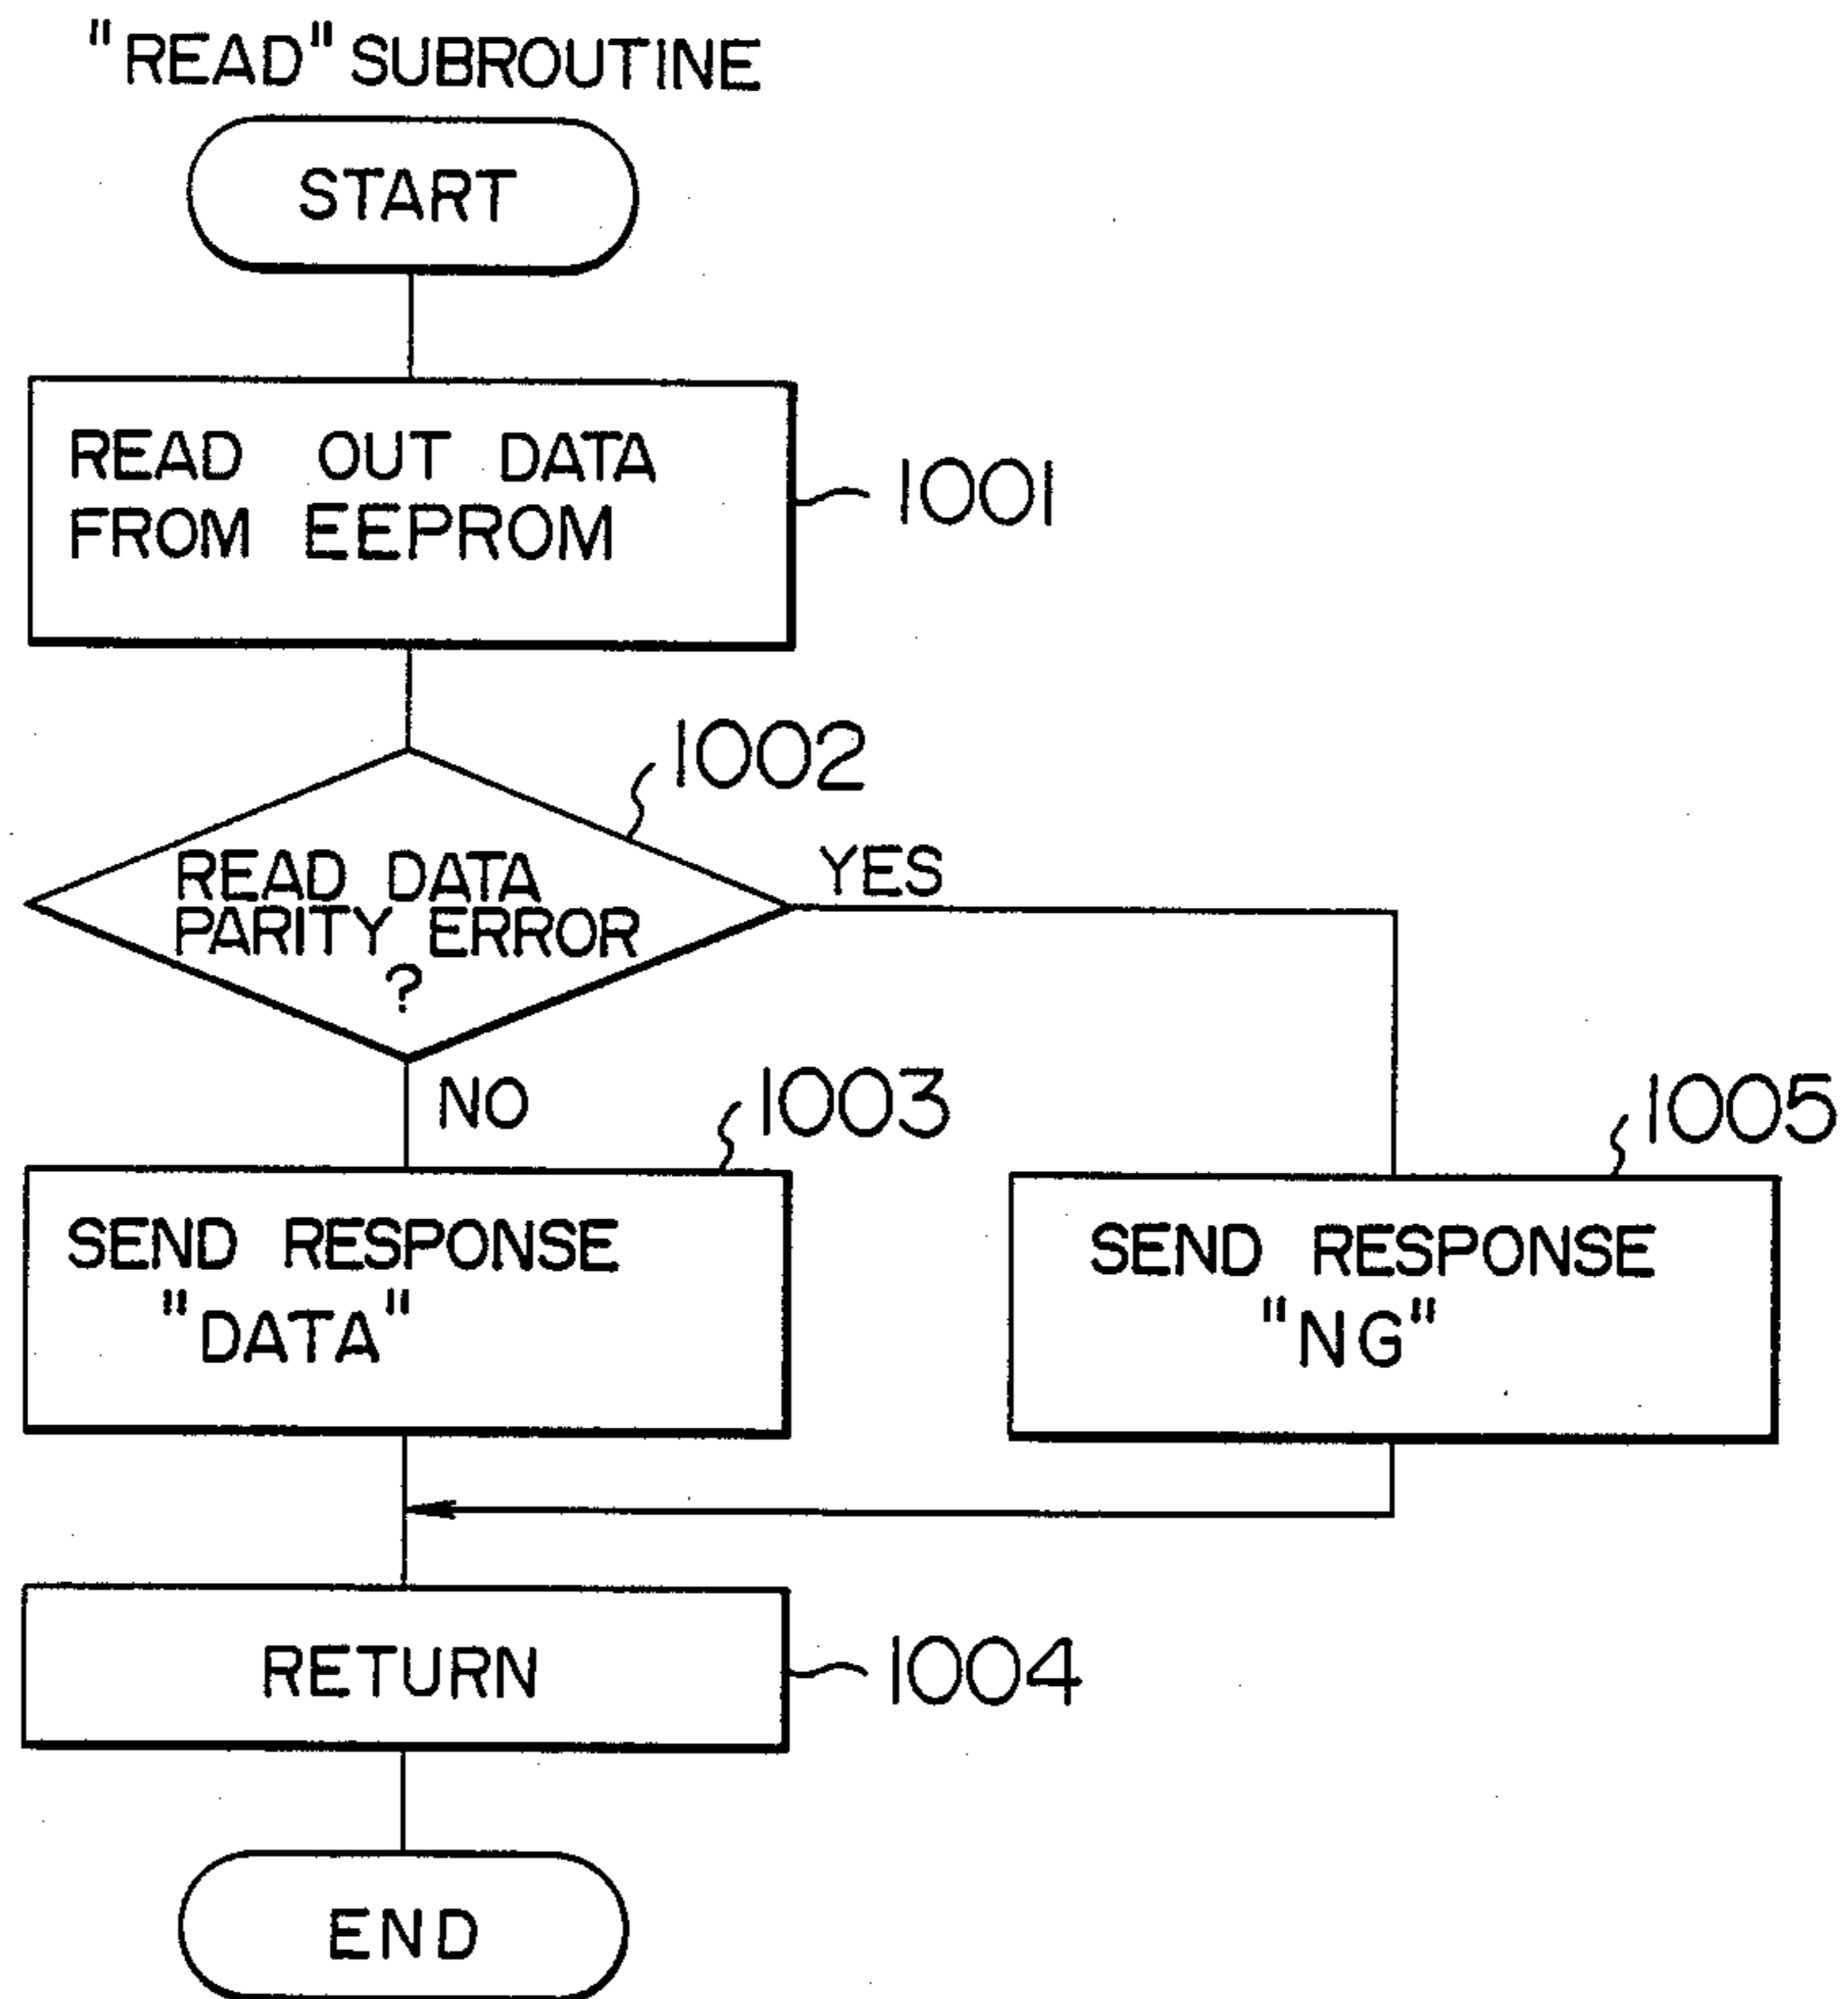 "READ" SUBROUTINE
START
READ OUT DATA
FROM EEPROM
1001
1002
READ DATA
PARITY ERROR
?
YES
NO
1003
1005
SEND RESPONSE
"DATA"
SEND RESPONSE
"NG"
RETURN
1004
END